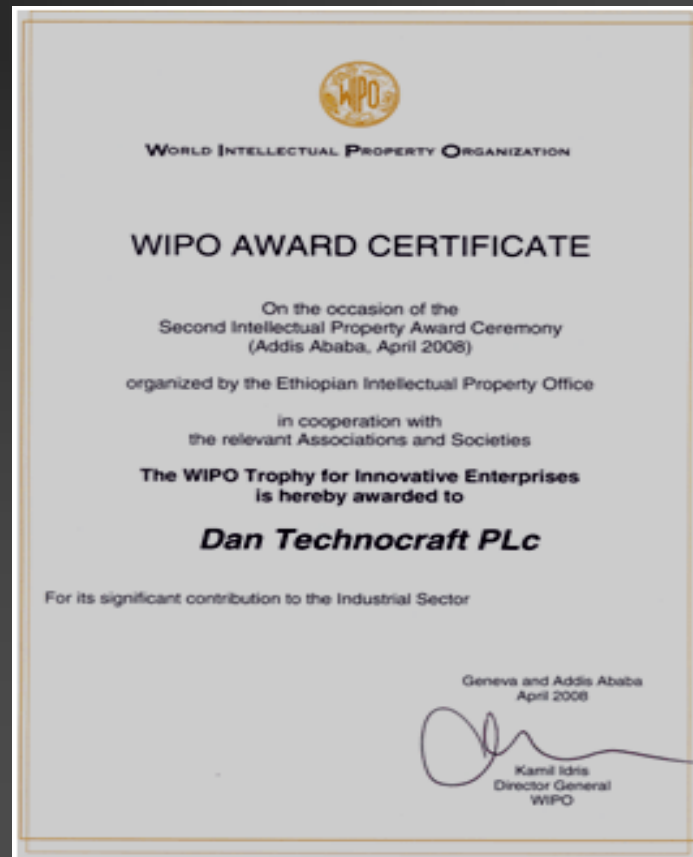 WIPO
WORLD INTELLECTUAL PROPERTY ORGANIZATION
WIPO AWARD CERTIFICATE
On the occasion of the
Second Intellectual Property Award Ceremony
(Addis Ababa, April 2008)
organized by the Ethiopian Intellectual Property Office
in cooperation with
the relevant Associations and Societies
The WIPO Trophy for Innovative Enterprises
is hereby awarded to
Dan Technocraft PLc
For its significant contribution to the Industrial Sector
Geneva and Addis Ababa
April 2008
Kamil Idris
Director General
WIPO